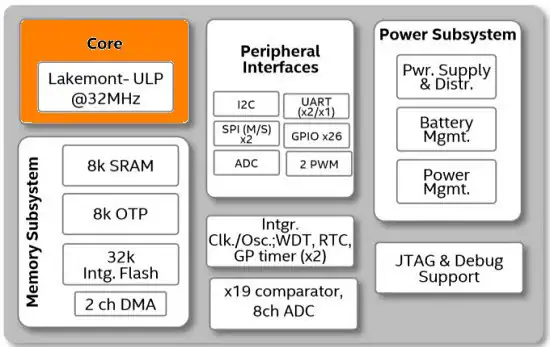 Core
Lakemont- ULP
@32MHz
Memory Subsystem
8k SRAM
8k OTP
32k
Intg. Flash
2 ch DMA
Peripheral
Interfaces
I2C
UART
(x2/x1)
SPI (M/S)
x2
GPIO x26
ADC
2 PWM
Intgr.
Clk./Osc.;WDT, RTC,
GP timer (x2)
x19 comparator,
8ch ADC
Power Subsystem
Pwr. Supply
& Distr.
Battery
Mgmt.
Power
Mgmt.
JTAG & Debug
Support